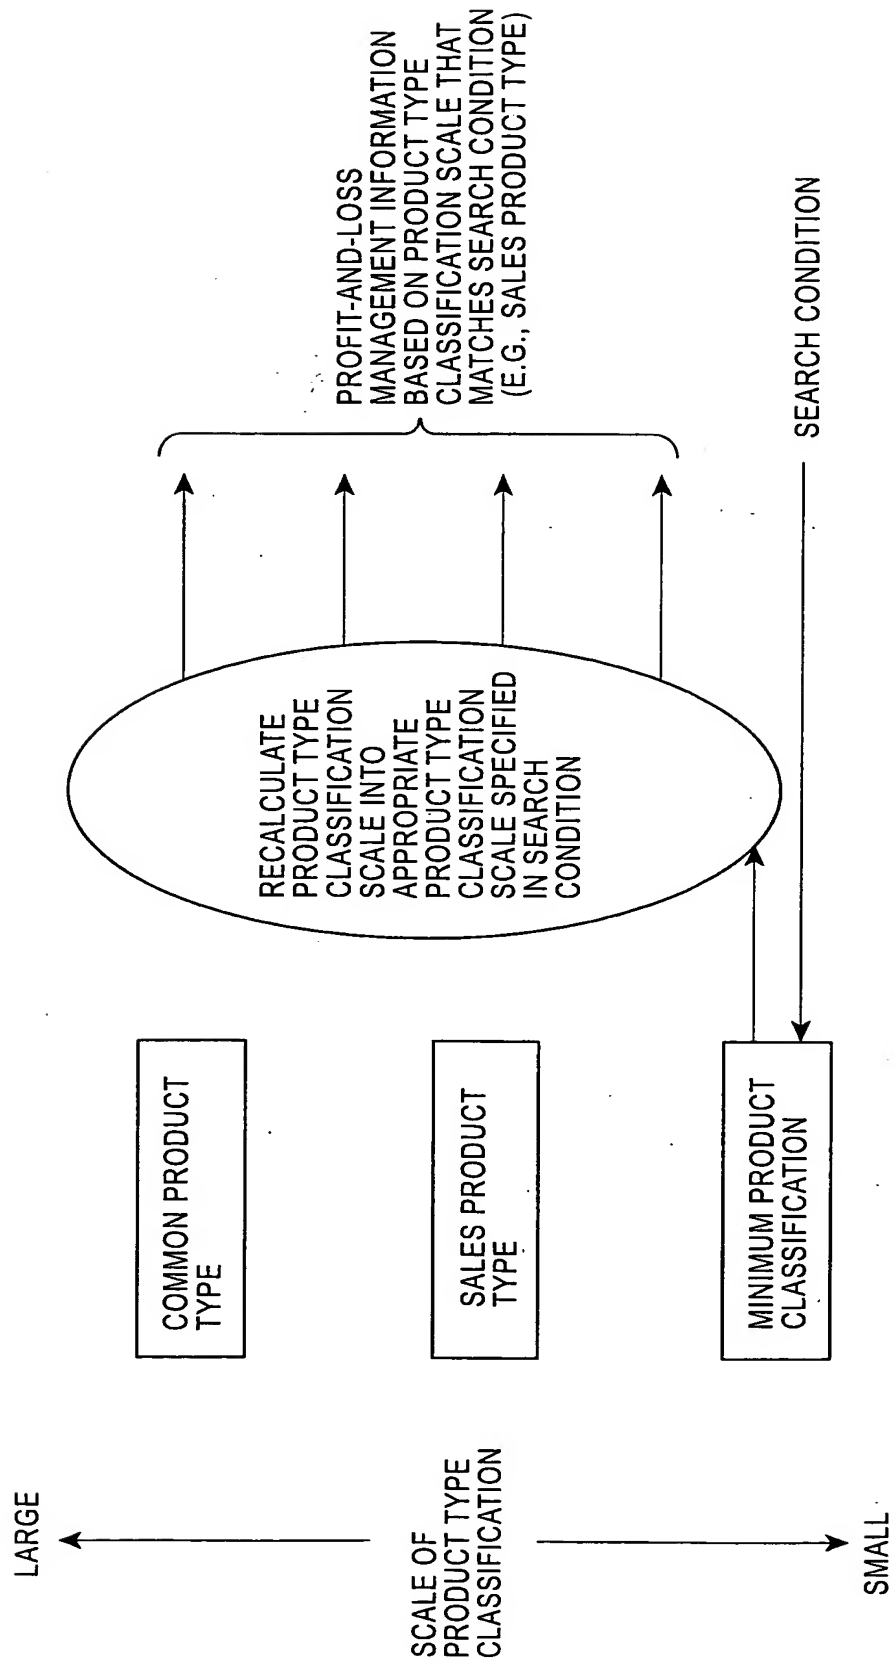 LARGE
SCALE OF
PRODUCT TYPE
CLASSIFICATION
SMALL
COMMON PRODUCT
TYPE
SALES PRODUCT
TYPE
MINIMUM PRODUCT
CLASSIFICATION
RECALCULATE
PRODUCT TYPE
CLASSIFICATION
SCALE INTO
APPROPRIATE
PRODUCT TYPE
CLASSIFICATION
SCALE SPECIFIED
IN SEARCH
CONDITION
PROFIT-AND-LOSS
MANAGEMENT INFORMATION
BASED ON PRODUCT TYPE
CLASSIFICATION SCALE THAT
MATCHES SEARCH CONDITION
(E.G., SALES PRODUCT TYPE)
SEARCH CONDITION